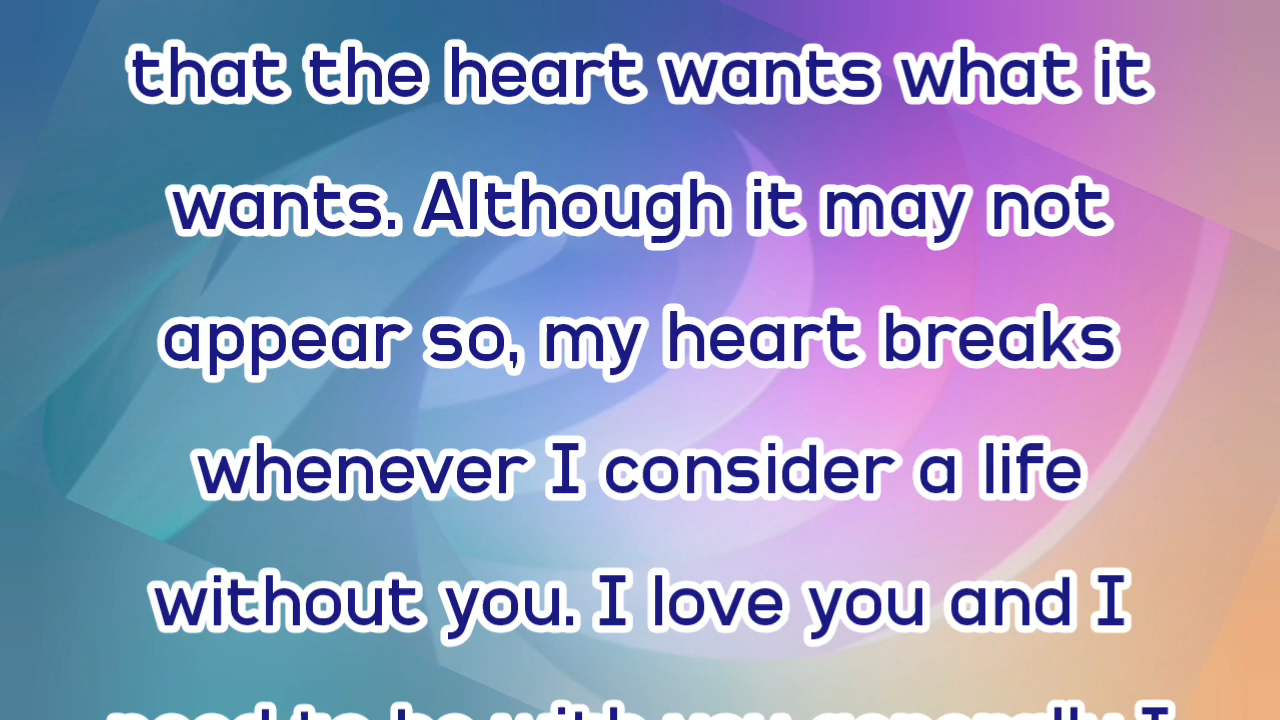 that the heart wants what it
wants. Although it may not
appear so, my heart breaks
whenever I consider a life
without you. I love you and I